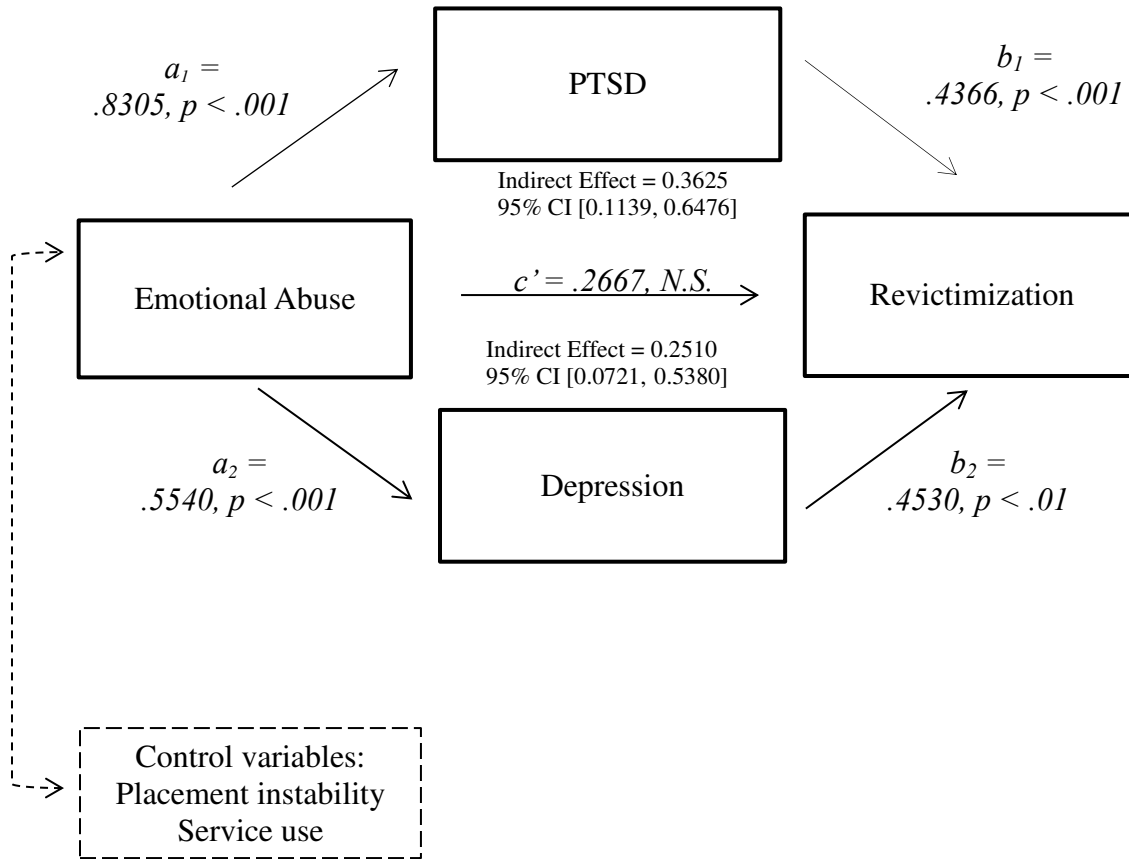 PTSD
a₁ =
.8305, p < .001
b₁ =
.4366, p < .001
Indirect Effect = 0.3625
95% CI [0.1139, 0.6476]
Emotional Abuse
c’ = .2667, N.S.
Revictimization
Indirect Effect = 0.2510
95% CI [0.0721, 0.5380]
a₂ =
.5540, p < .001
Depression
b₂ =
.4530, p < .01
Control variables:
Placement instability
Service use